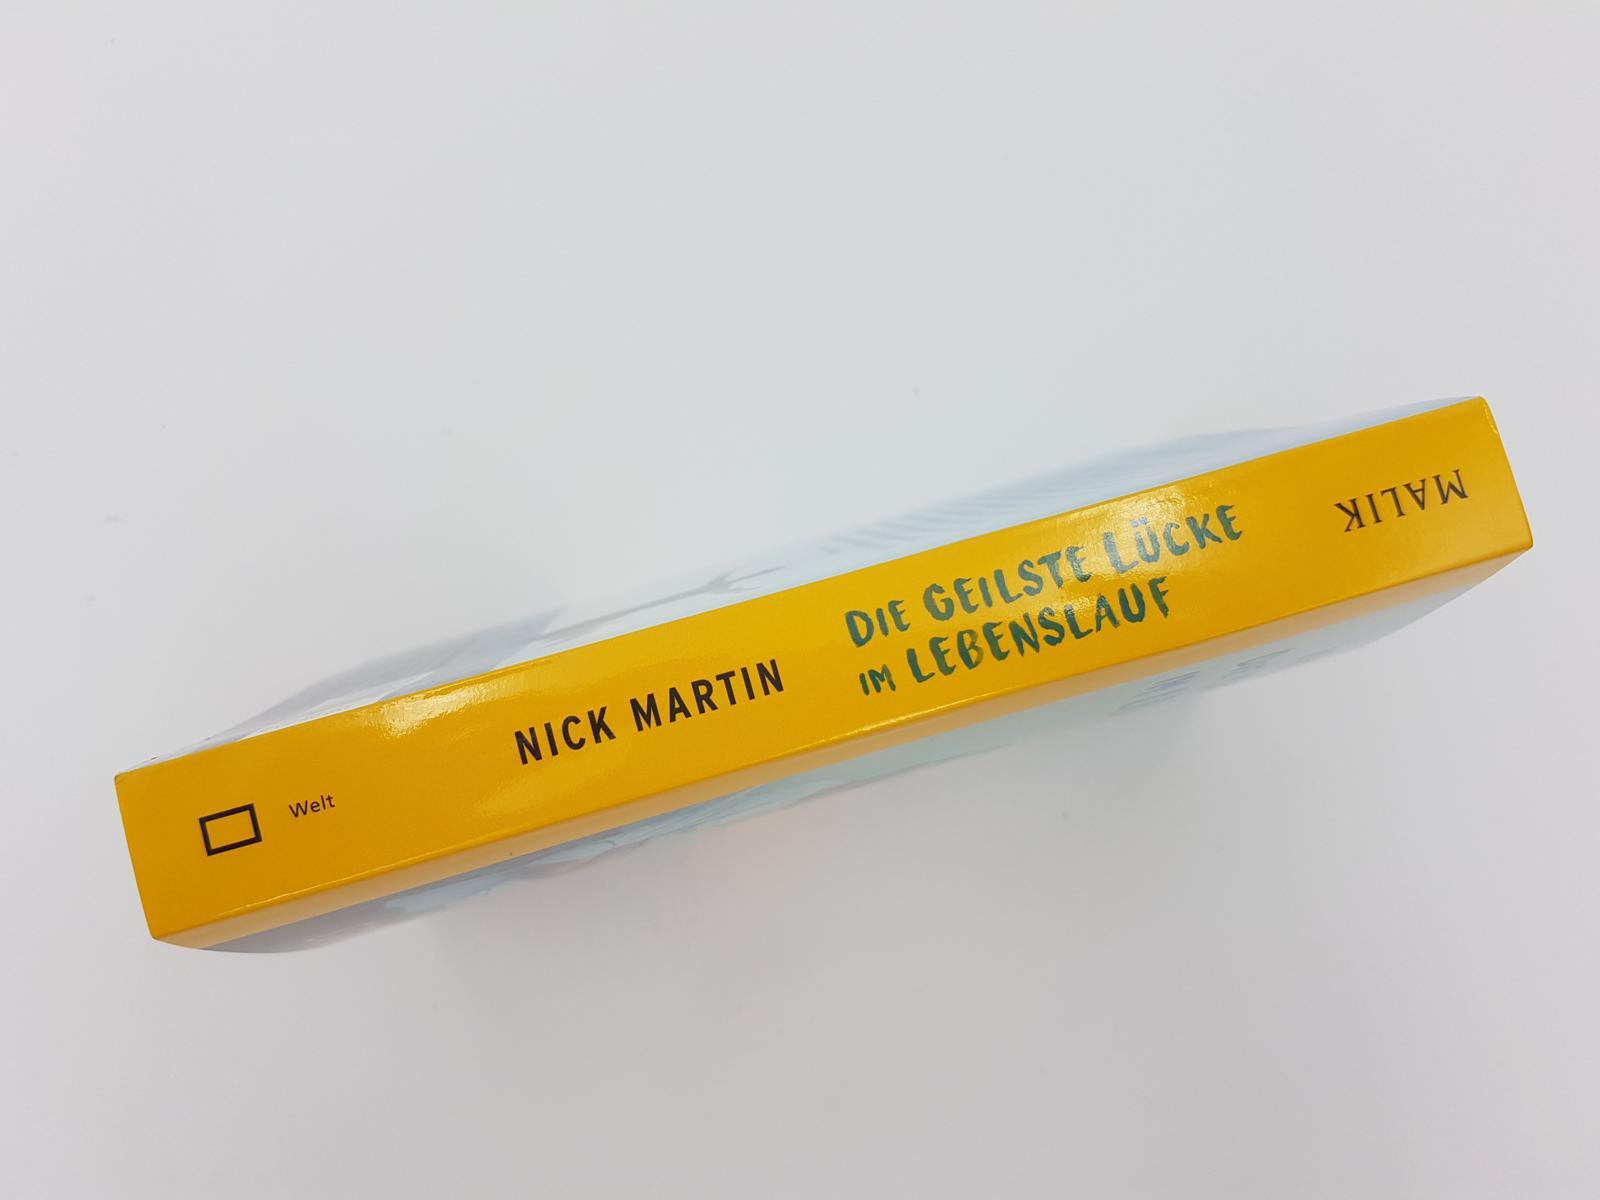 Welt
NICK MARTIN
DIE GEILSTE LÜCKE
IM LEBENSLAUF
MALIK